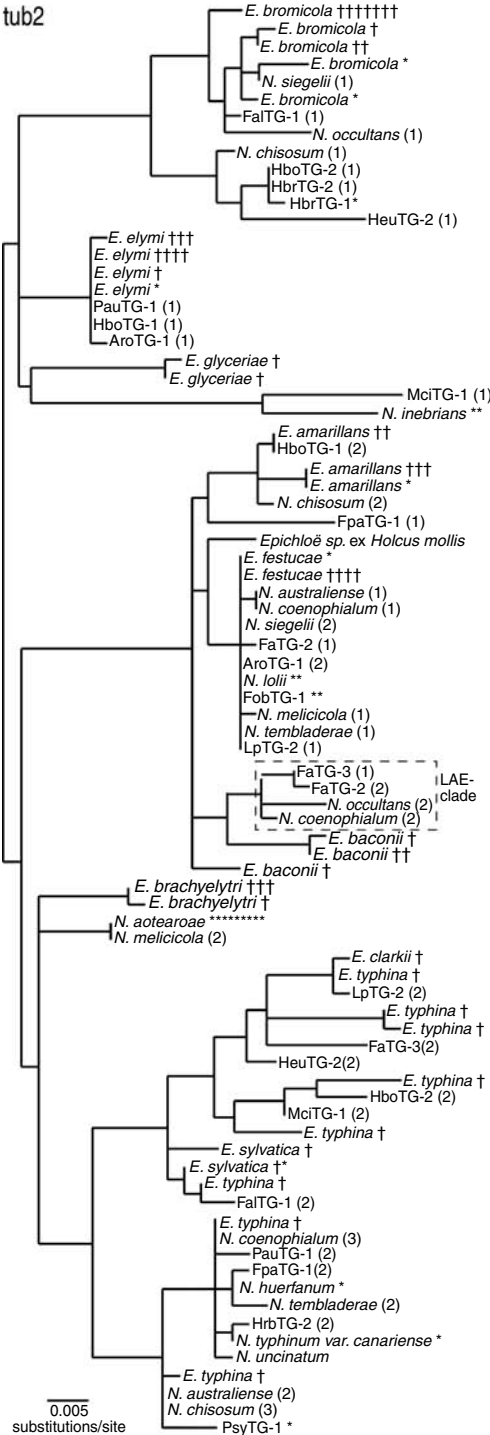 tub2
E. bromicola †††††††
E. bromicola †
E. bromicola ††
E. bromicola *
N. siegelii (1)
E. bromicola *
FalTG-1 (1)
N. occultans (1)
N. chisosum (1)
HboTG-2 (1)
HbrTG-2 (1)
HbrTG-1*
HeuTG-2 (1)
E. elymi †††
E. elymi ††††
E. elymi †
E. elymi *
PauTG-1 (1)
HboTG-1 (1)
AroTG-1 (1)
E. glyceriae †
E. glyceriae †
MciTG-1 (1)
N. inebrians **
E. amarillans ††
HboTG-1 (2)
E. amarillans †††
E. amarillans *
N. chisosum (2)
FpaTG-1 (1)
Epichloë sp. ex Holcus mollis
E. festucae *
E. festucae ††††
N. australiense (1)
N. coenophialum (1)
N. siegelii (2)
FaTG-2 (1)
AroTG-1 (2)
N. lolii **
FobTG-1 **
N. melicicola (1)
N. tembladerae (1)
LpTG-2 (1)
FaTG-3 (1)
FaTG-2 (2)
N. occultans (2)
N. coenophialum (2)
LAE-
clade
E. baconii †
E. baconii ††
E. baconii †
E. brachyelytri †††
E. brachyelytri †
N. aotearoae *********
N. melicicola (2)
E. clarkii †
E. typhina †
LpTG-2 (2)
E. typhina †
E. typhina †
FaTG-3(2)
HeuTG-2(2)
E. typhina †
HboTG-2 (2)
MciTG-1 (2)
E. typhina †
E. sylvatica †
E. sylvatica †*
E. typhina †
FalTG-1 (2)
E. typhina †
N. coenophialum (3)
PauTG-1 (2)
FpaTG-1(2)
N. huerfanum *
N. tembladerae (2)
HrbTG-2 (2)
N. typhinum var. canariense *
N. uncinatum
E. typhina †
N. australiense (2)
N. chisosum (3)
PsyTG-1 *
0.005
substitutions/site